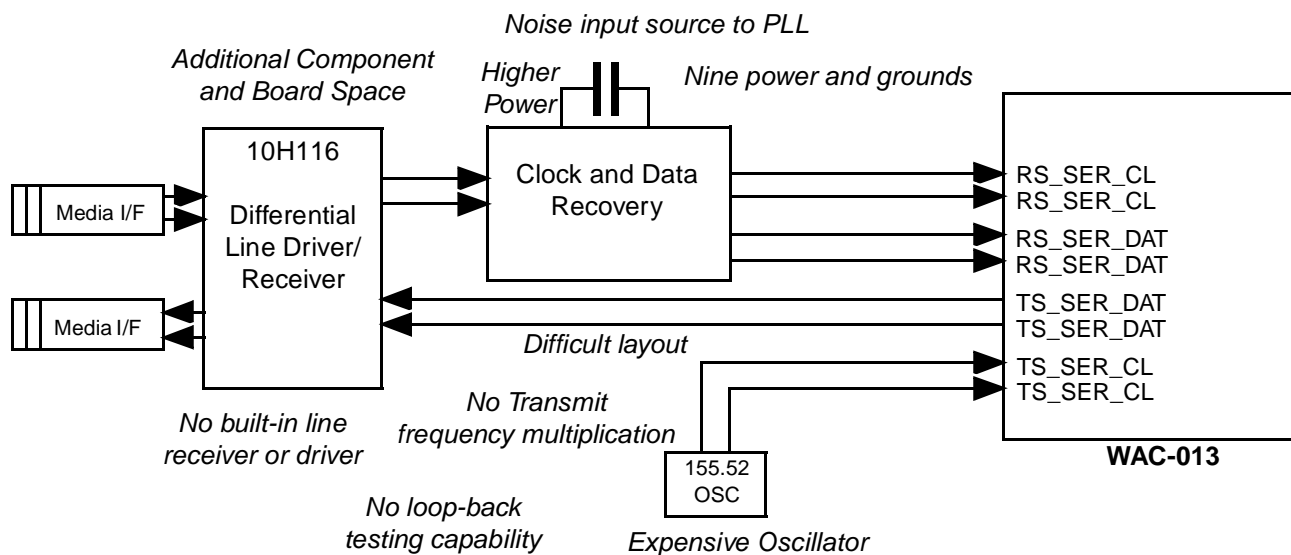 Noise input source to PLL
Additional Component
and Board Space
Higher
Power
Nine power and grounds
10H116
Differential
Line Driver/
Receiver
Clock and Data
Recovery
Media I/F
Media I/F
RS_SER_CL
RS_SER_CL
RS_SER_DAT
RS_SER_DAT
TS_SER_DAT
TS_SER_DAT
TS_SER_CL
TS_SER_CL
WAC-013
Difficult layout
No Transmit
frequency multiplication
No built-in line
receiver or driver
155.52
OSC
No loop-back
testing capability
Expensive Oscillator